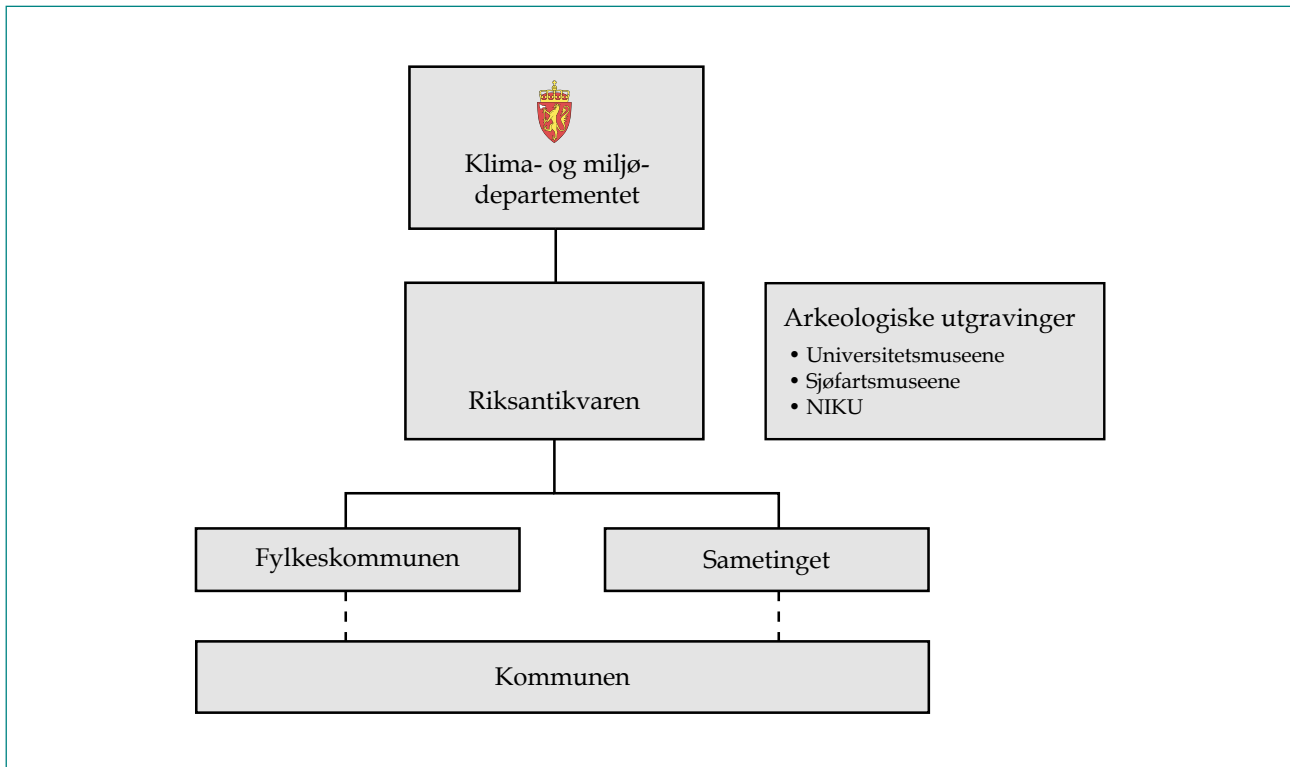 Klima- og miljø-
departementet
Riksantikvaren
Arkeologiske utgravinger
• Universitetsmuseene
• Sjøfartsmuseene
• NIKU
Fylkeskommunen
Sametinget
Kommunen